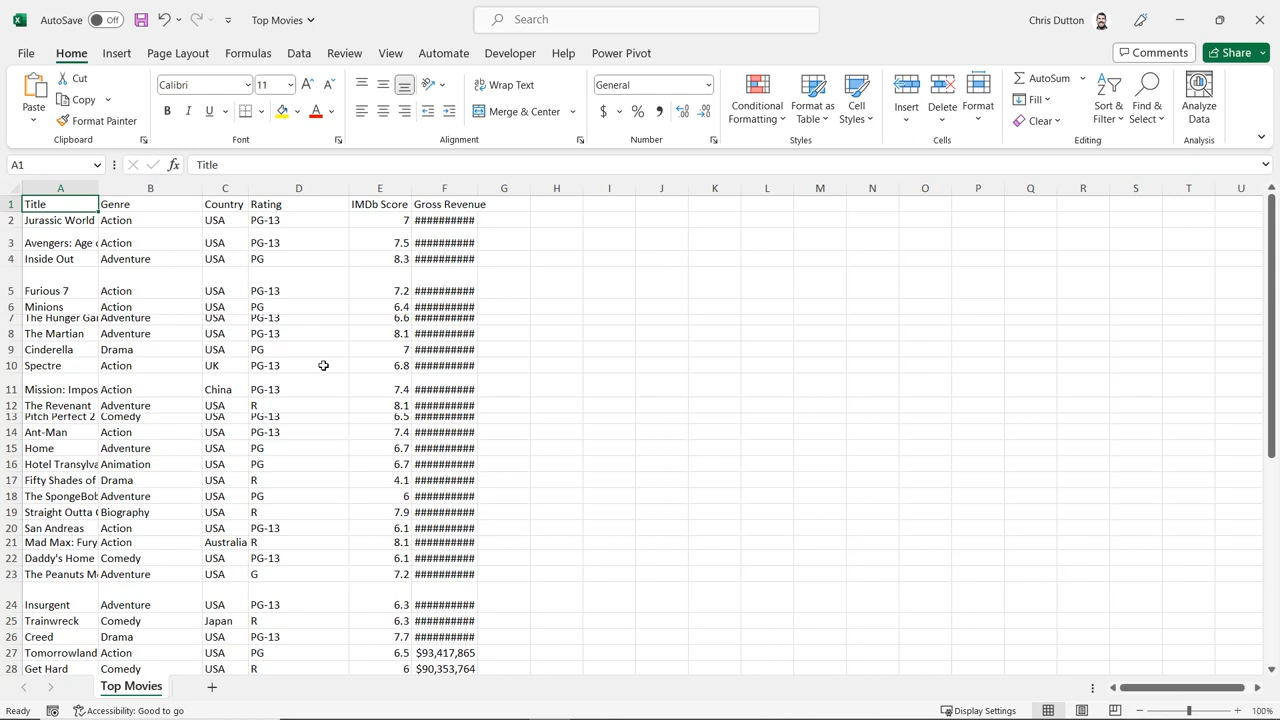 AutoSave Off Top Movies Search Chris Dutton
File Home Insert Page Layout Formulas Data Review View Automate Developer Help Power Pivot Comments Share
Paste Cut Copy Format Painter Clipboard
Calibri 11 B I U A Font
Wrap Text Merge & Center Alignment
General $ % Number
Conditional Formatting Format as Table Cell Styles Styles
Insert Delete Format Cells
AutoSum Fill Clear Sort & Filter Find & Select Editing
Analyze Data Analysis
A1 fx Title
A B C D E F G H I J K L M N O P Q R S T U
1 Title Genre Country Rating IMDb Score Gross Revenue
2 Jurassic World Action USA PG-13 7 ##########
3 Avengers: Age Action USA PG-13 7.5 ##########
4 Inside Out Adventure USA PG 8.3 ##########
5 Furious 7 Action USA PG-13 7.2 ##########
6 Minions Action USA PG 6.4 ##########
7 The Hunger Gar Adventure USA PG-13 6.6 ##########
8 The Martian Adventure USA PG-13 8.1 ##########
9 Cinderella Drama USA PG 7 ##########
10 Spectre Action UK PG-13 6.8 ##########
11 Mission: Impos Action China PG-13 7.4 ##########
12 The Revenant Adventure USA R 8.1 ##########
13 Pitch Perfect 2 Comedy USA PG-13 6.5 ##########
14 Ant-Man Action USA PG-13 7.4 ##########
15 Home Adventure USA PG 6.7 ##########
16 Hotel Transylva Animation USA PG 6.7 ##########
17 Fifty Shades of Drama USA R 4.1 ##########
18 The SpongeBob Adventure USA PG 6 ##########
19 Straight Outta Biography USA R 7.9 ##########
20 San Andreas Action USA PG-13 6.1 ##########
21 Mad Max: Fury Action Australia R 8.1 ##########
22 Daddy's Home Comedy USA PG-13 6.1 ##########
23 The Peanuts M Adventure USA G 7.2 ##########
24 Insurgent Adventure USA PG-13 6.3 ##########
25 Trainwreck Comedy Japan R 6.3 ##########
26 Creed Drama USA PG-13 7.7 ##########
27 Tomorrowland Action USA PG 6.5 $93,417,865
28 Get Hard Comedy USA R 6 $90,353,764
Top Movies
Ready Accessibility: Good to go Display Settings 100%